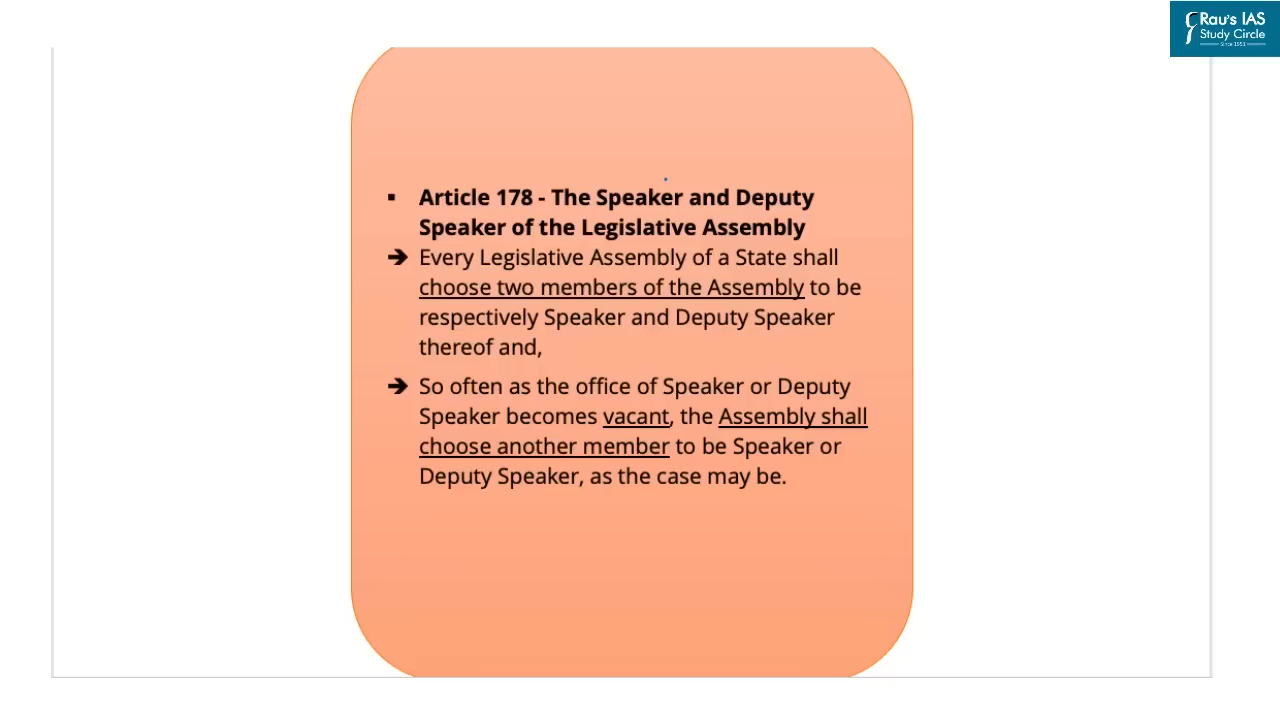 Rau's IAS
Study Circle
Since 1953
▪ Article 178 - The Speaker and Deputy
Speaker of the Legislative Assembly
➔ Every Legislative Assembly of a State shall
choose two members of the Assembly to be
respectively Speaker and Deputy Speaker
thereof and,
➔ So often as the office of Speaker or Deputy
Speaker becomes vacant, the Assembly shall
choose another member to be Speaker or
Deputy Speaker, as the case may be.